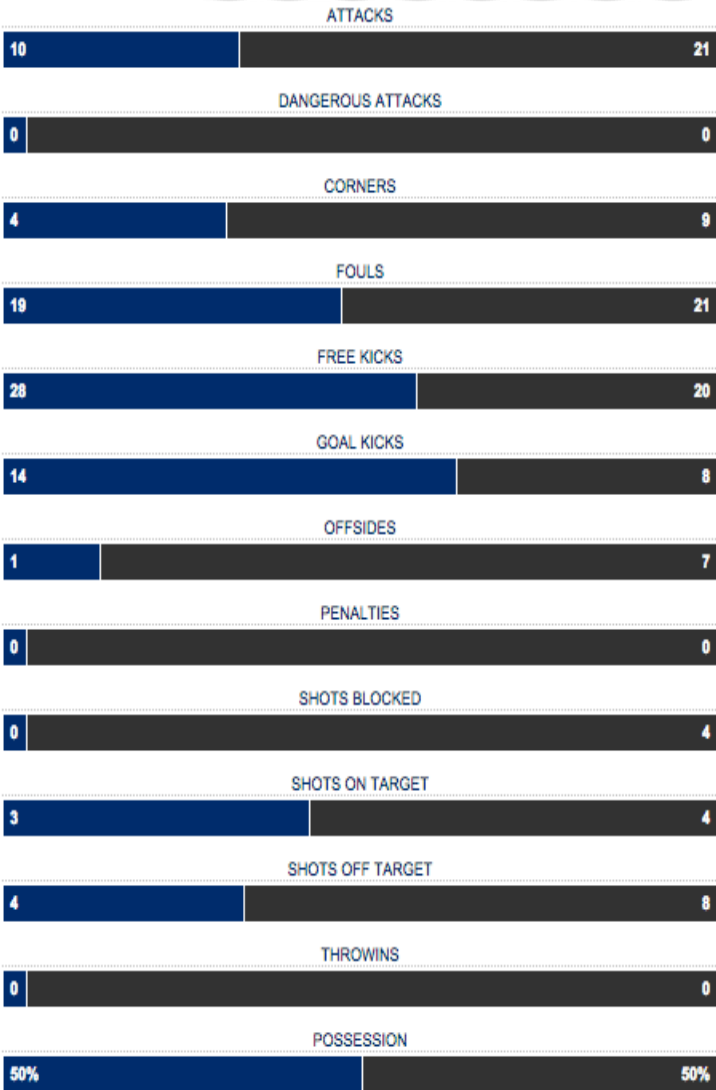 ATTACKS
10 21
DANGEROUS ATTACKS
0 0
CORNERS
4 9
FOULS
19 21
FREE KICKS
28 20
GOAL KICKS
14 8
OFFSIDES
1 7
PENALTIES
0 0
SHOTS BLOCKED
0 4
SHOTS ON TARGET
3 4
SHOTS OFF TARGET
4 8
THROWINS
0 0
POSSESSION
50% 50%